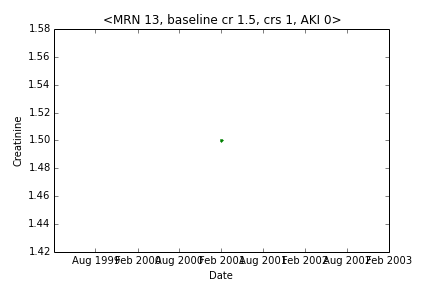 <MRN 13, baseline cr 1.5, crs 1, AKI 0>
1.58
1.56
1.54
1.52
1.50
1.48
1.46
1.44
1.42
Creatinine
Aug 1999 Feb 2000 Aug 2000 Feb 2001 Aug 2001 Feb 2002 Aug 2002 Feb 2003
Date